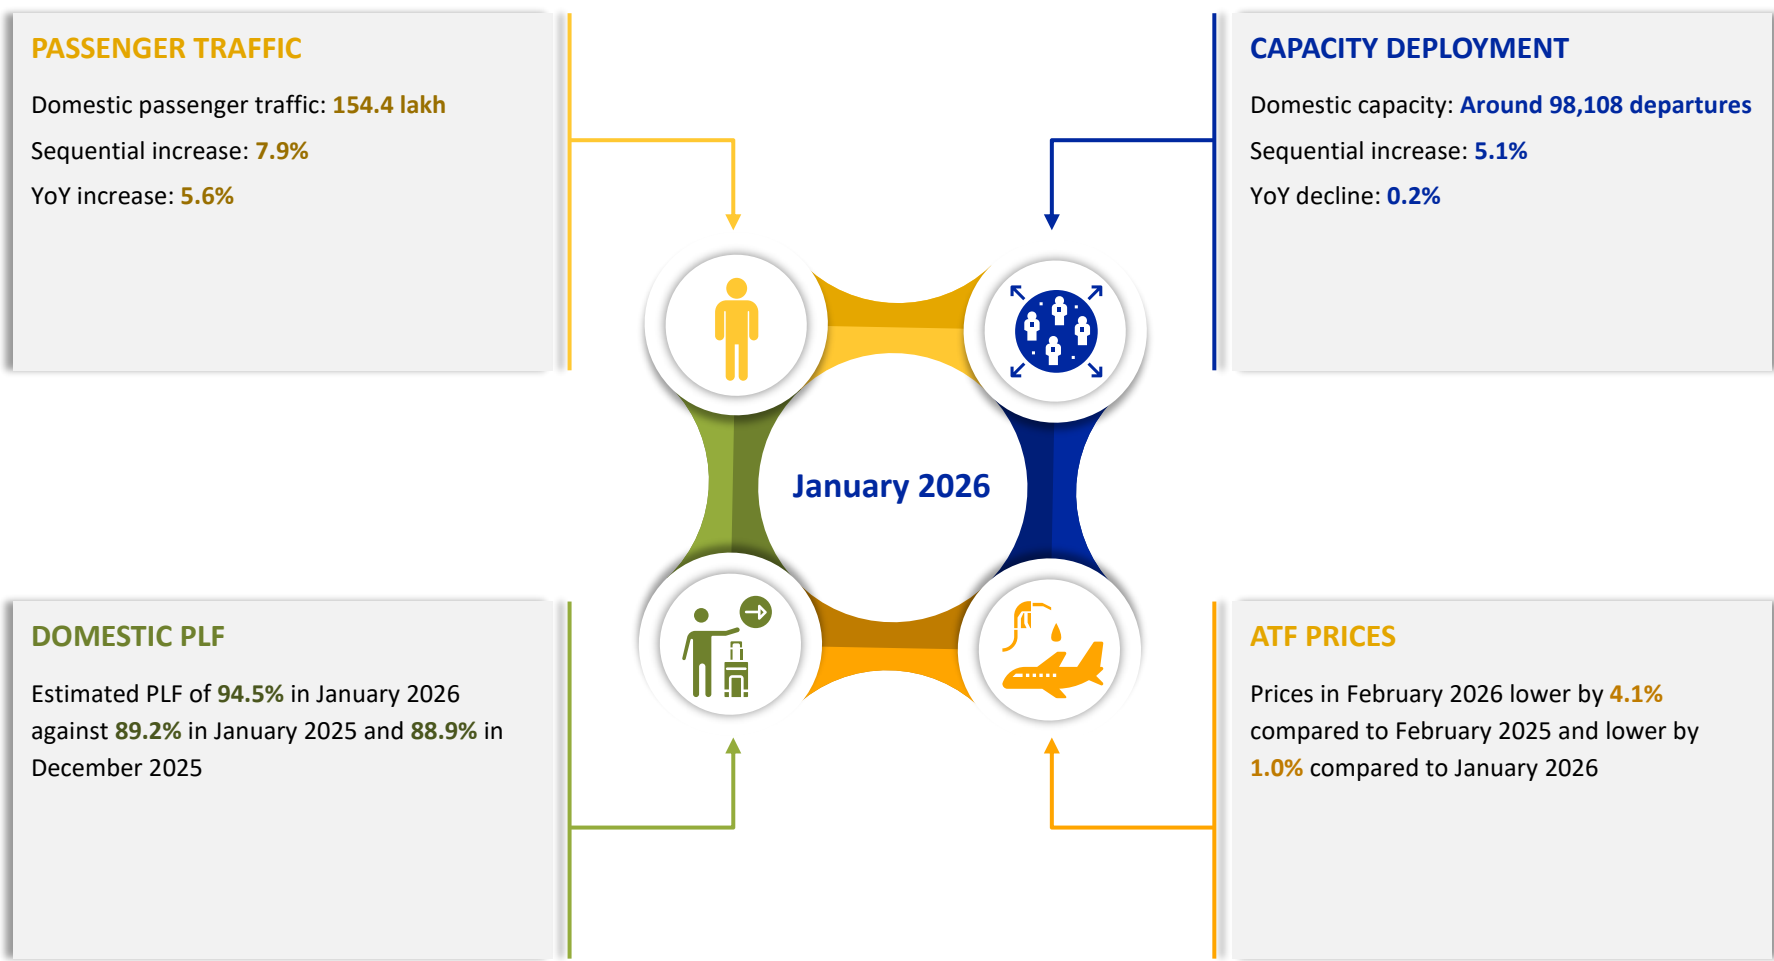 PASSENGER TRAFFIC
Domestic passenger traffic: 154.4 lakh
Sequential increase: 7.9%
YoY increase: 5.6%
CAPACITY DEPLOYMENT
Domestic capacity: Around 98,108 departures
Sequential increase: 5.1%
YoY decline: 0.2%
January 2026
DOMESTIC PLF
Estimated PLF of 94.5% in January 2026
against 89.2% in January 2025 and 88.9% in
December 2025
ATF PRICES
Prices in February 2026 lower by 4.1%
compared to February 2025 and lower by
1.0% compared to January 2026